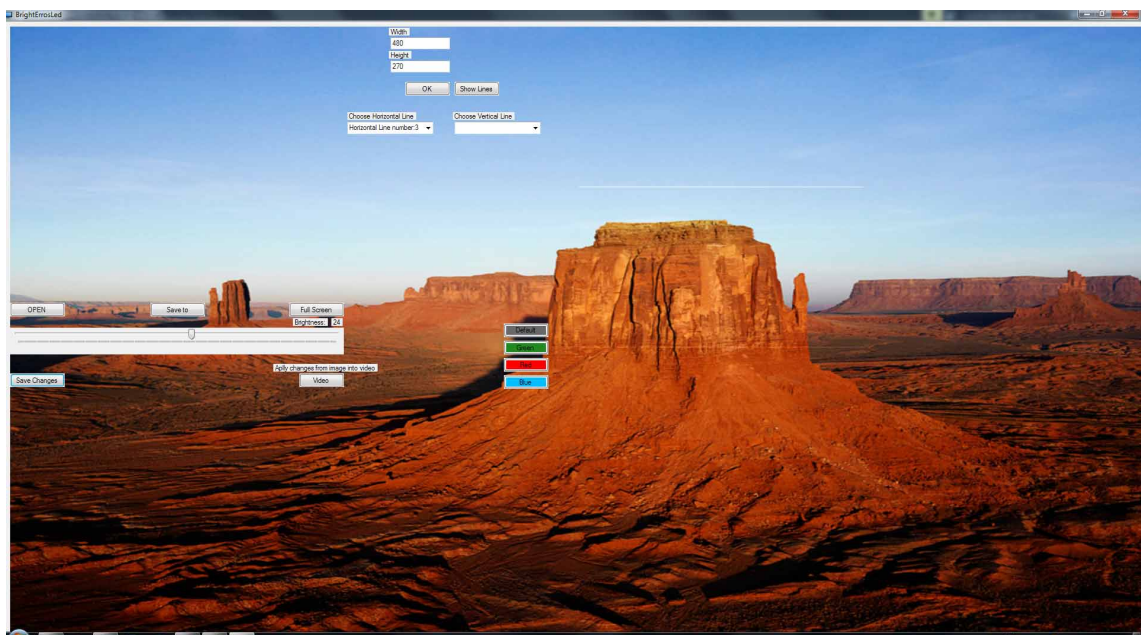 BrightErrosLed
Width
480
Height
270
OK Show Lines
Choose Horizontal Line Choose Vertical Line
Horizontal Line number:3
OPEN Save to Full Screen
Brightness: 24
Default
Green
Red
Blue
Aplly changes from image into video
Save Changes Video